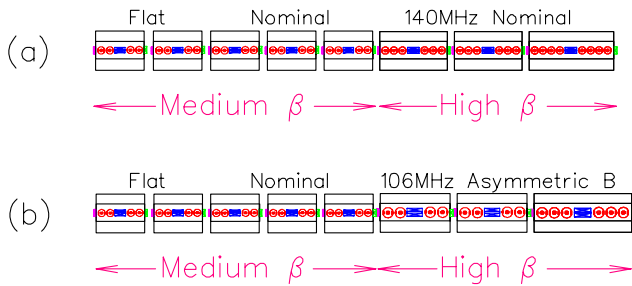 Flat Nominal 140MHz Nominal
(a)
Medium β High β
Flat Nominal 106MHz Asymmetric B
(b)
Medium β High β